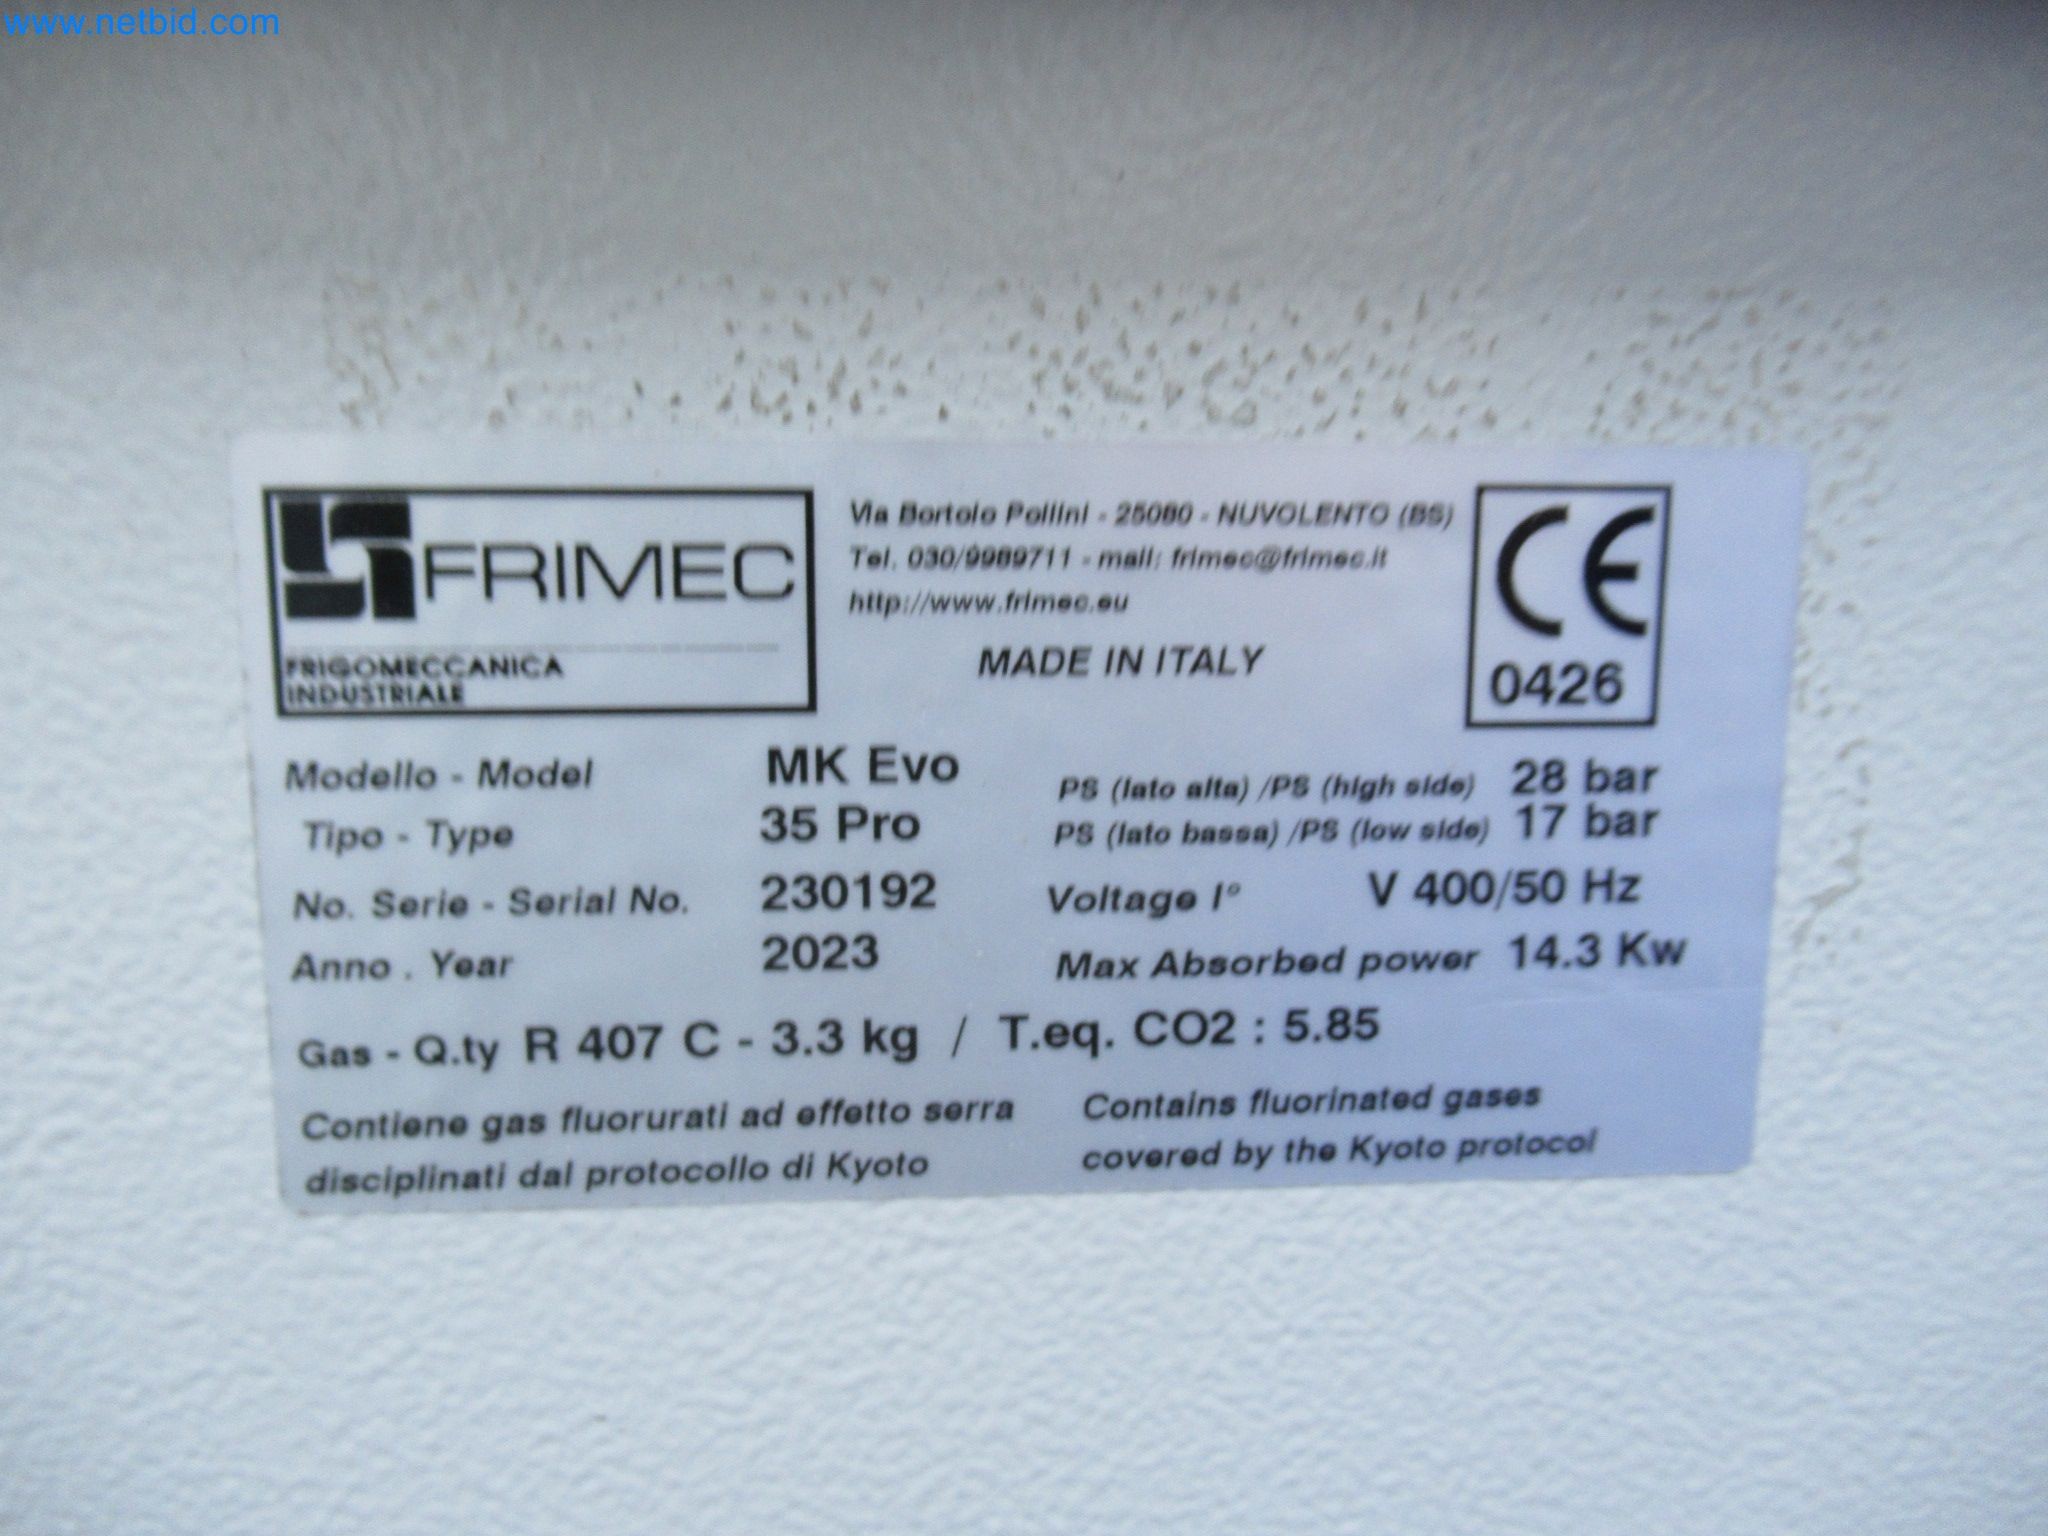 www.netbid.com
FRIMEC
FRIGOMECCANICA
INDUSTRIALE
Via Bortolo Pollini - 25080 - NUVOLENTO (BS)
Tel. 030/9989711 - mail: frimec@frimec.it
http://www.frimec.eu
MADE IN ITALY
CE
0426
Modello - Model MK Evo
Tipo - Type 35 Pro
No. Serie - Serial No. 230192
Anno . Year 2023
PS (lato alta) /PS (high side) 28 bar
PS (lato bassa) /PS (low side) 17 bar
Voltage I° V 400/50 Hz
Max Absorbed power 14.3 Kw
Gas - Q.ty R 407 C - 3.3 kg / T.eq. CO2 : 5.85
Contiene gas fluorurati ad effetto serra
disciplinati dal protocollo di Kyoto
Contains fluorinated gases
covered by the Kyoto protocol